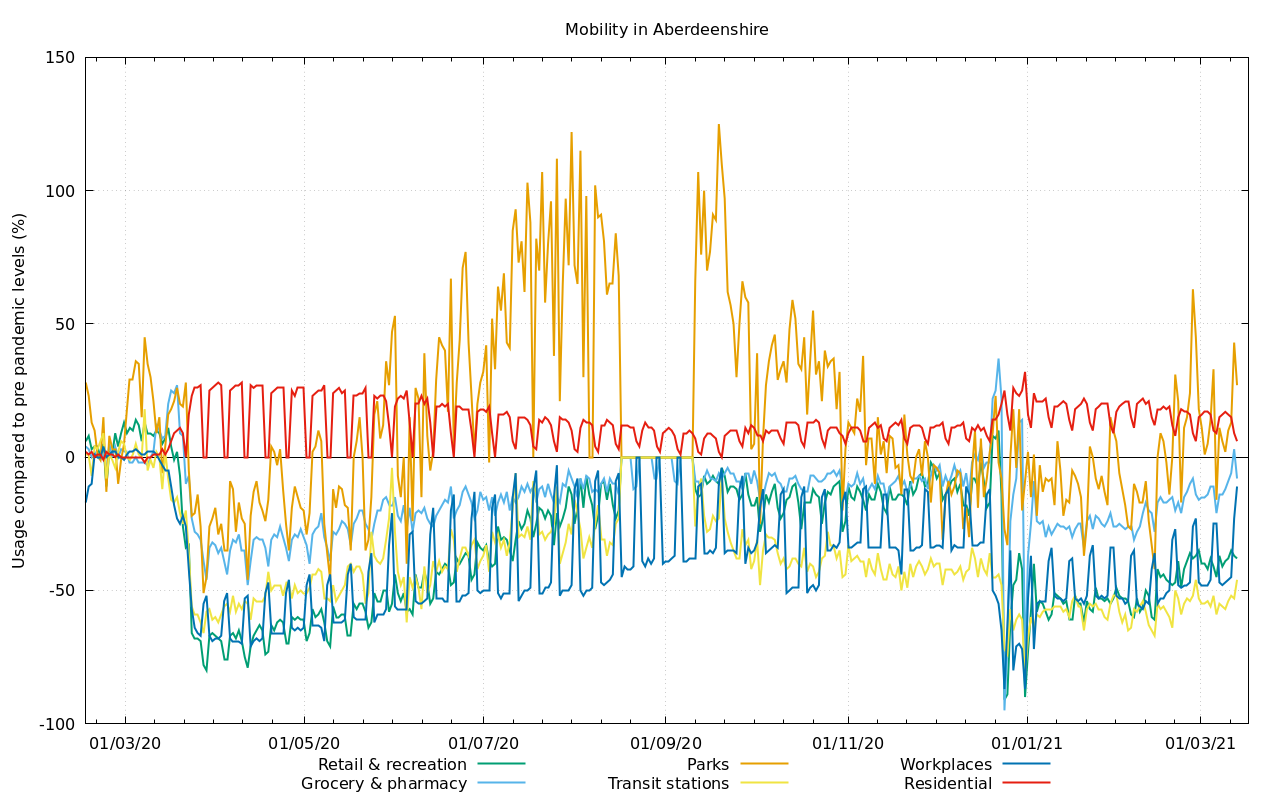 Mobility in Aberdeenshire
Usage compared to pre pandemic levels (%)
150
100
50
0
-50
-100
01/03/20 01/05/20 01/07/20 01/09/20 01/11/20 01/01/21 01/03/21
Retail & recreation Parks Workplaces
Grocery & pharmacy Transit stations Residential